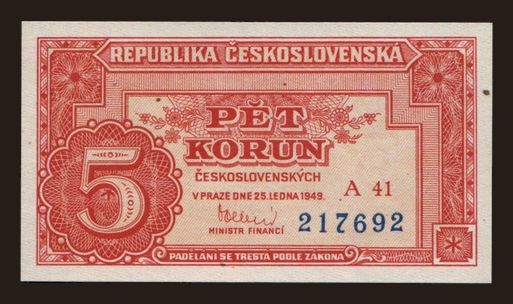 REPUBLIKA ČESKOSLOVENSKÁ
PĚT
KORUN
5
ČESKOSLOVENSKÝCH
V PRAZE DNE 25. LEDNA 1949.
A 41
217692
MINISTR FINANCÍ
PADĚLÁNÍ SE TRESTÁ PODLE ZÁKONA